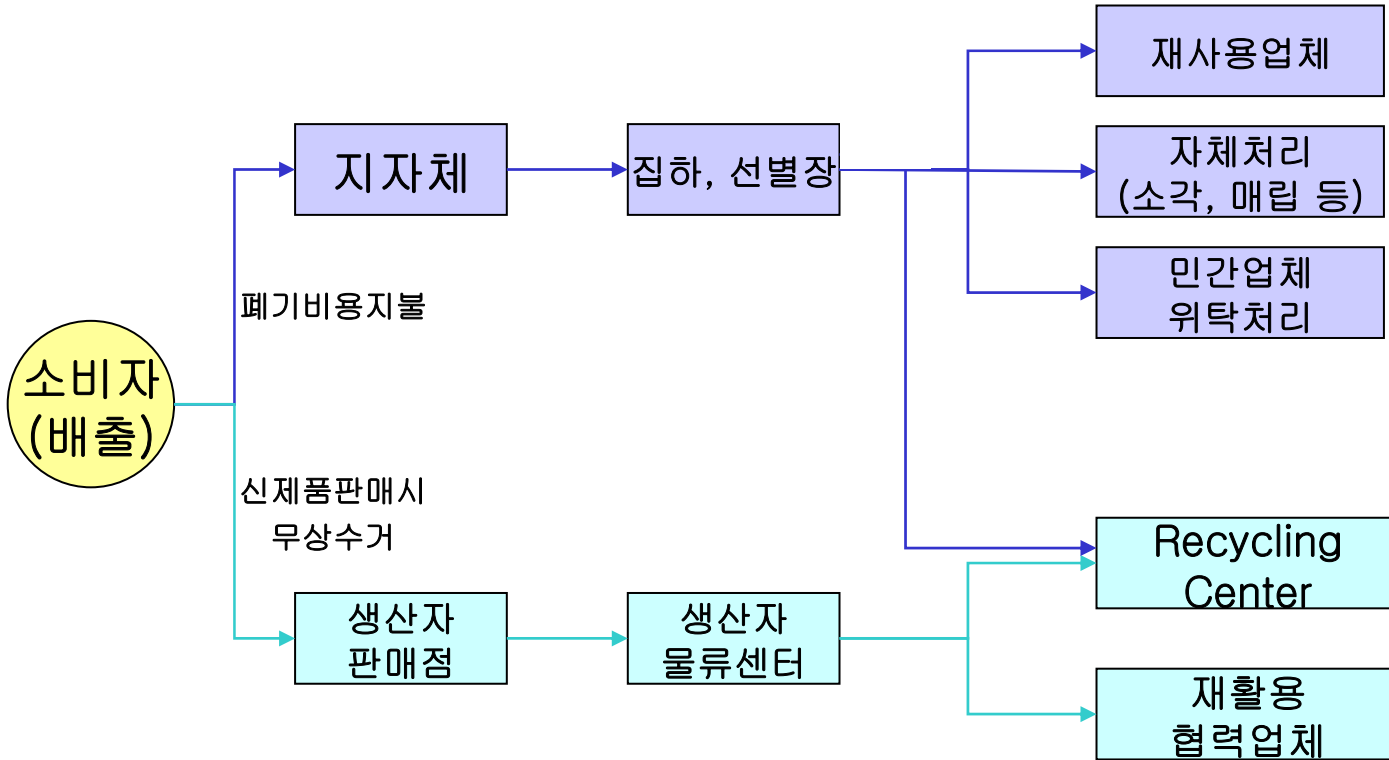 재사용업체
지자체
집하, 선별장
자체처리
(소각, 매립 등)
민간업체
위탁처리
폐기비용지불
소비자
(배출)
신제품판매시
무상수거
Recycling
Center
생산자
판매점
생산자
물류센터
재활용
협력업체